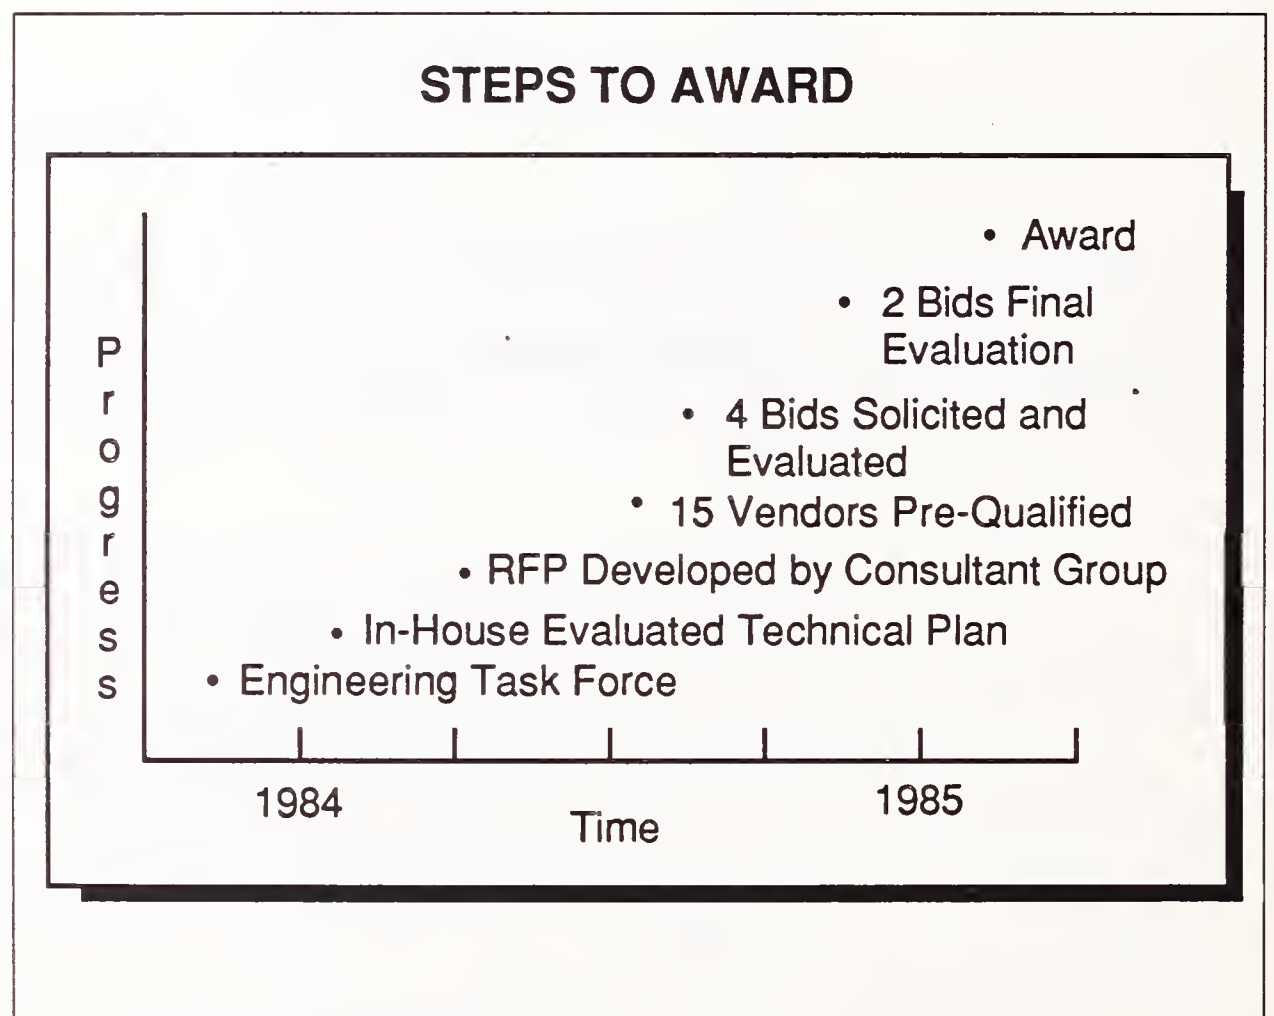 STEPS TO AWARD
Progress
• Award
• 2 Bids Final
Evaluation
• 4 Bids Solicited and
Evaluated
• 15 Vendors Pre-Qualified
• RFP Developed by Consultant Group
• In-House Evaluated Technical Plan
• Engineering Task Force
1984
1985
Time